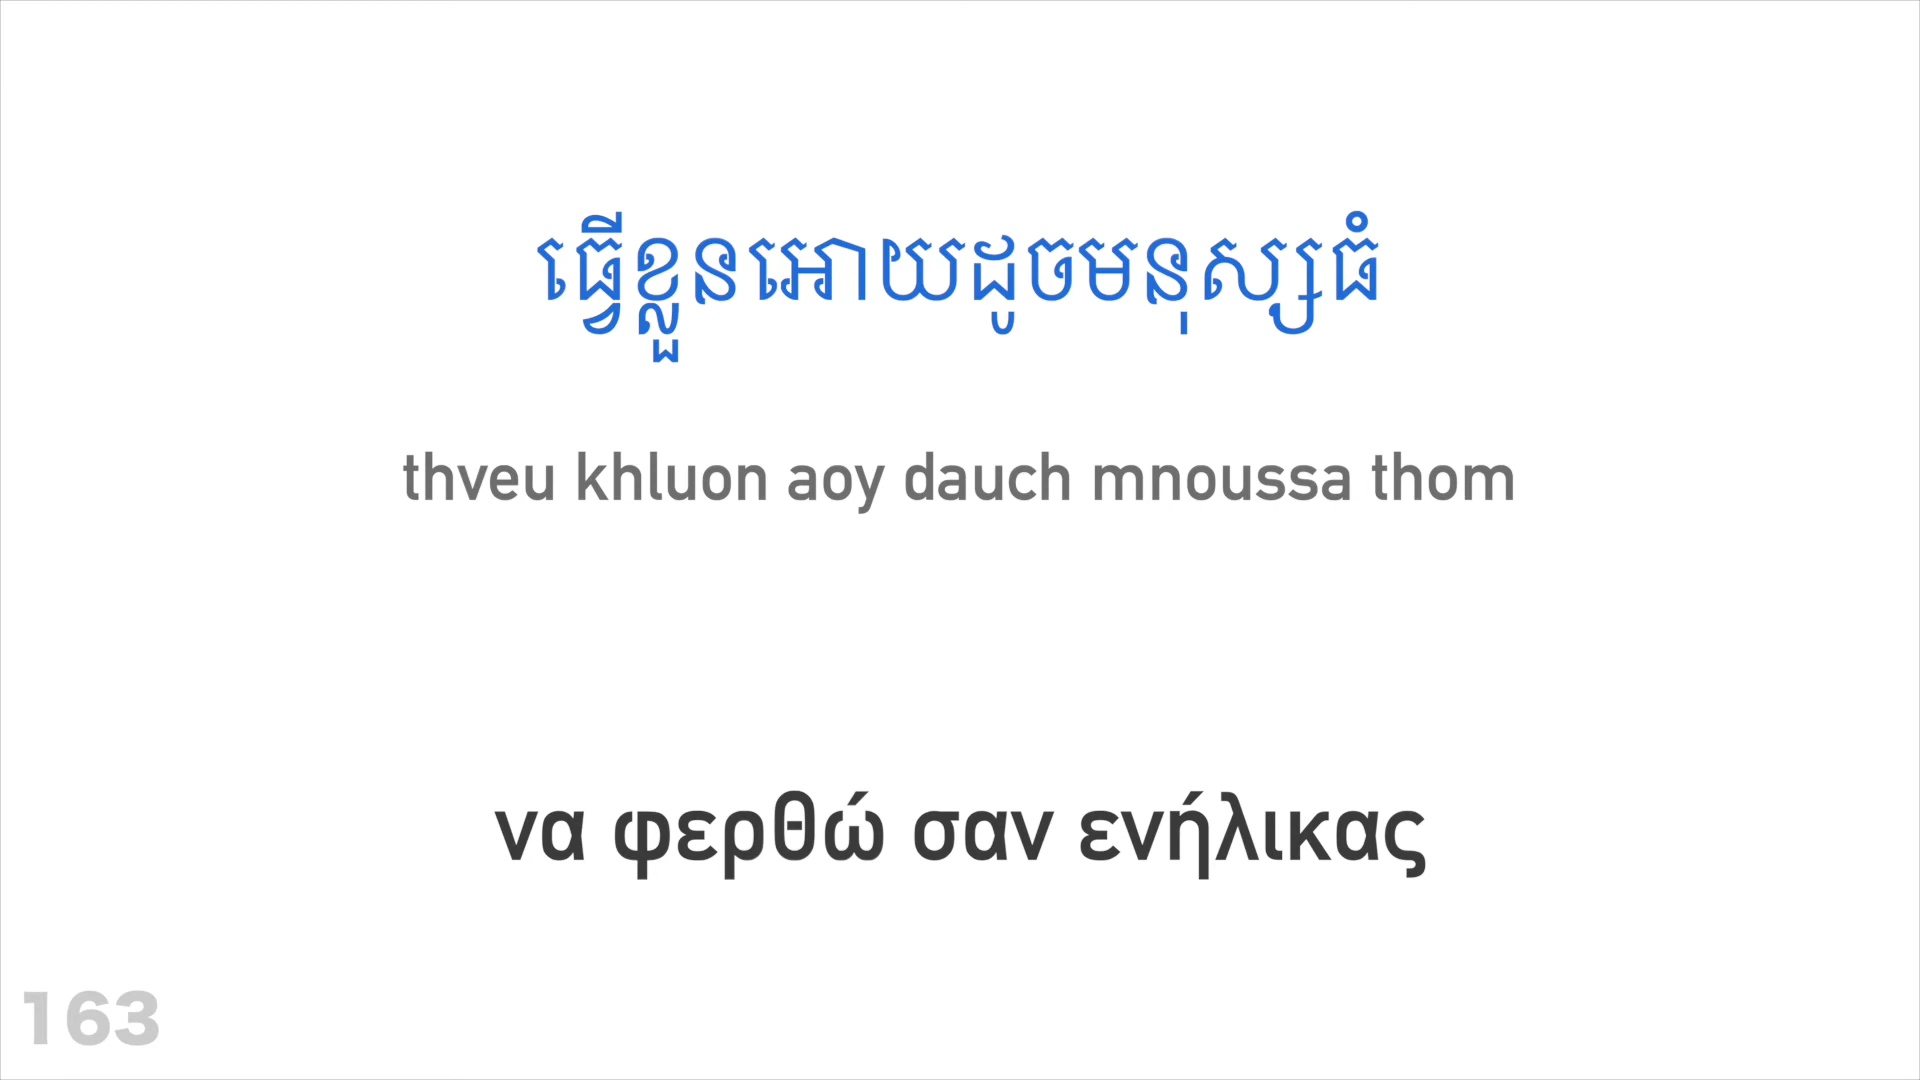 ធ្វើខ្លួនអោយដូចមនុស្សធំ
thveu khluon aoy dauch mnoussa thom
να φερθώ σαν ενήλικας
163